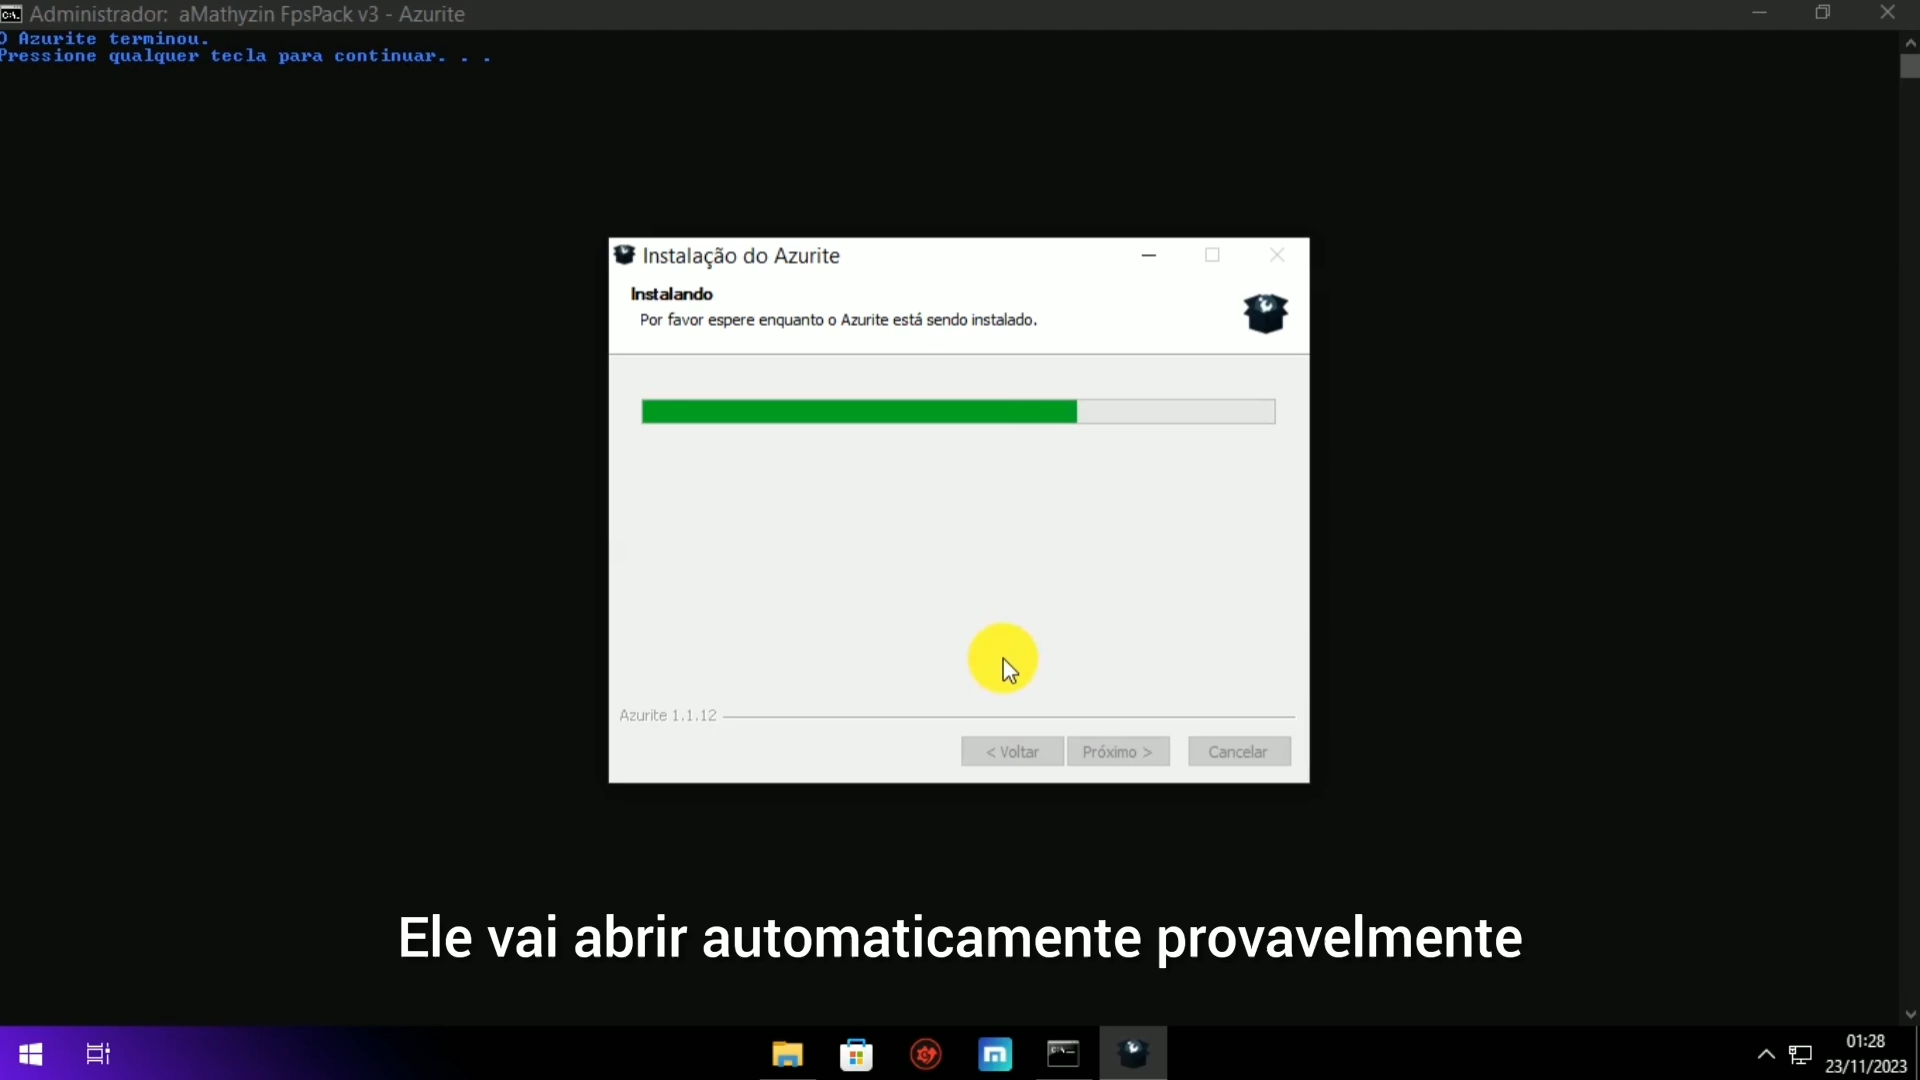 Administrador: aMathyzin FpsPack v3 - Azurite
O Azurite terminou.
Pressione qualquer tecla para continuar. . .
Instalação do Azurite
Instalando
Por favor espere enquanto o Azurite está sendo instalado.
Azurite 1.1.12
< Voltar
Próximo >
Cancelar
Ele vai abrir automaticamente provavelmente
01:28
23/11/2023